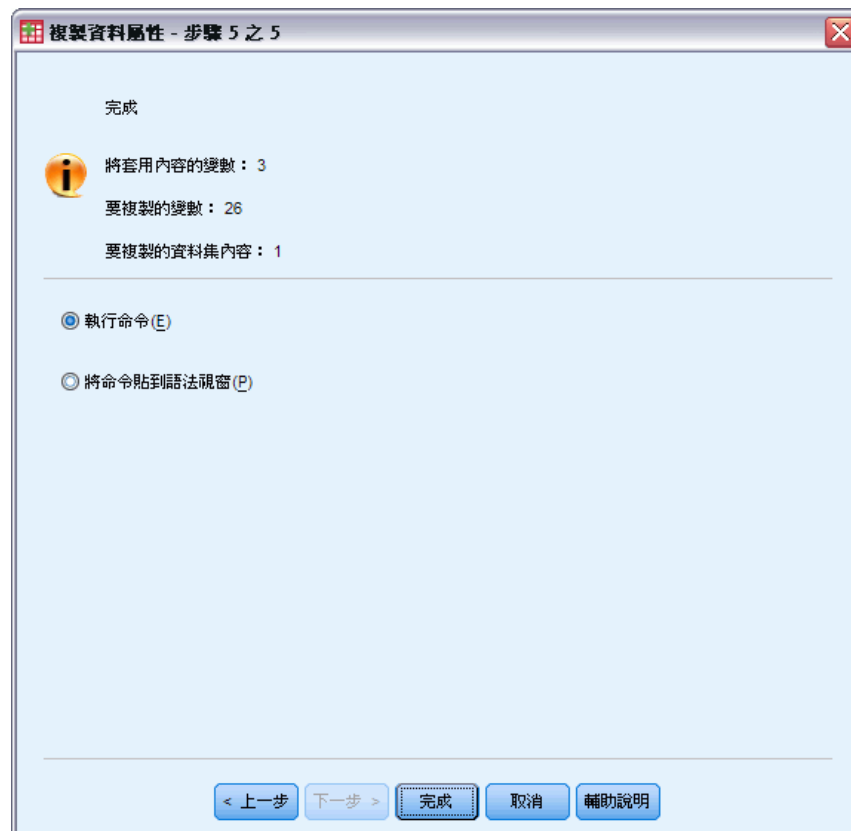 複製資料屬性 - 步驟 5 之 5
完成
將套用內容的變數： 3
要複製的變數： 26
要複製的資料集內容： 1
執行命令(E)
將命令貼到語法視窗(P)
< 上一步 下一步 > 完成 取消 輔助說明